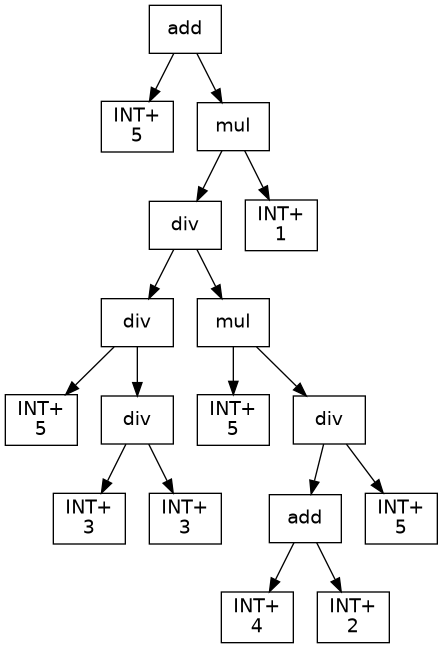 add
INT+
5
mul
div
INT+
1
div
mul
INT+
5
div
INT+
5
div
INT+
3
INT+
3
add
INT+
5
INT+
4
INT+
2